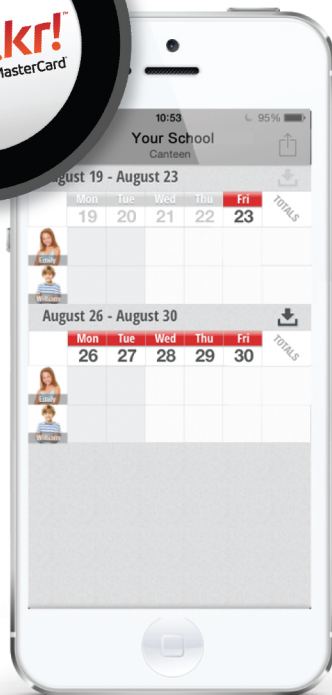 kr!
MasterCard
10:53
95%
Your School
Canteen
August 19 - August 23
Mon Tue Wed Thu Fri
19 20 21 22 23 TOTALS
Emily
William
August 26 - August 30
Mon Tue Wed Thu Fri
26 27 28 29 30 TOTALS
Emily
William